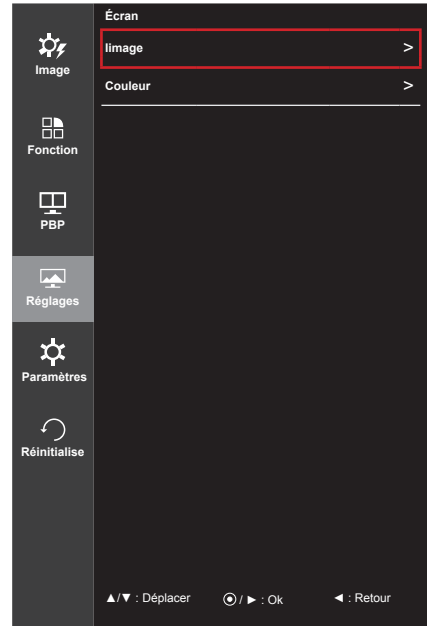 Écran
Iimage >
Couleur >
Image
Fonction
PBP
Réglages
Paramètres
Réinitialise
▲/▼ : Déplacer
◉ / ► : Ok
◄ : Retour